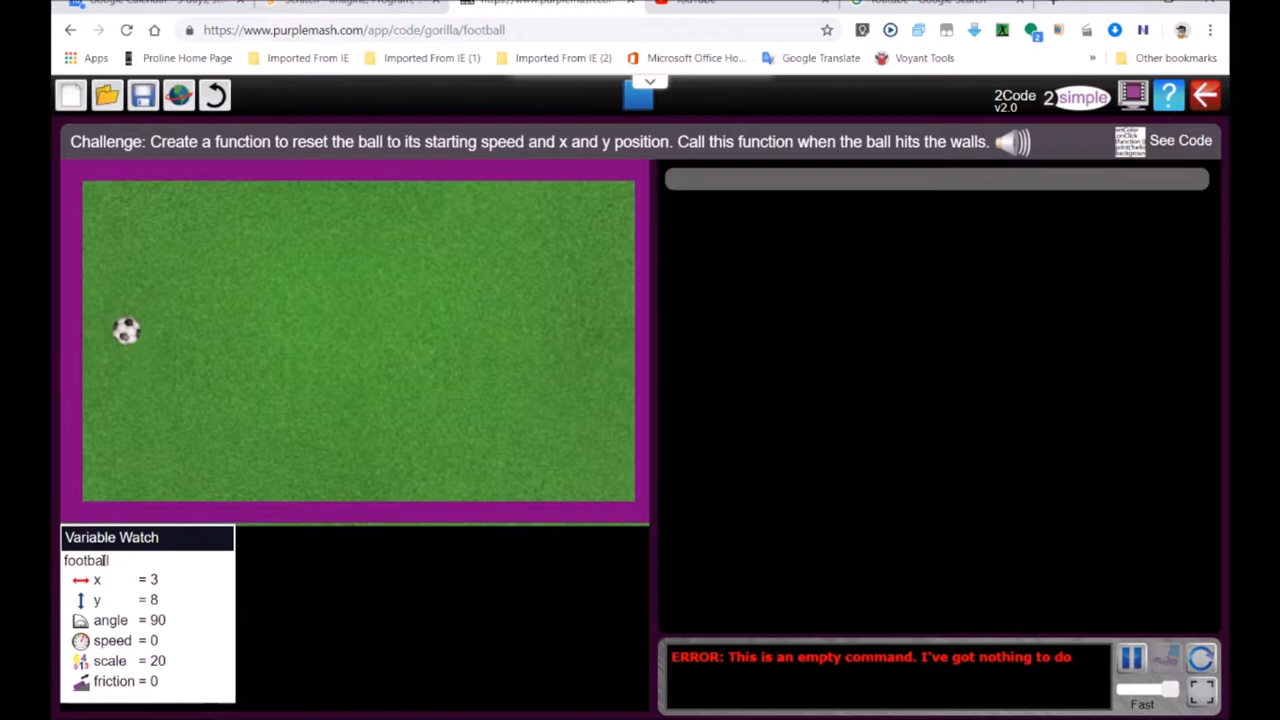 https://www.purplemash.com/app/code/gorilla/football
Apps Proline Home Page Imported From IE Imported From IE (1) Imported From IE (2) Microsoft Office Ho... Google Translate Voyant Tools » Other bookmarks
2Code v2.0 2simple
Challenge: Create a function to reset the ball to its starting speed and x and y position. Call this function when the ball hits the walls. See Code
Variable Watch
football
x = 3
y = 8
angle = 90
speed = 0
scale = 20
friction = 0
ERROR: This is an empty command. I've got nothing to do
Fast